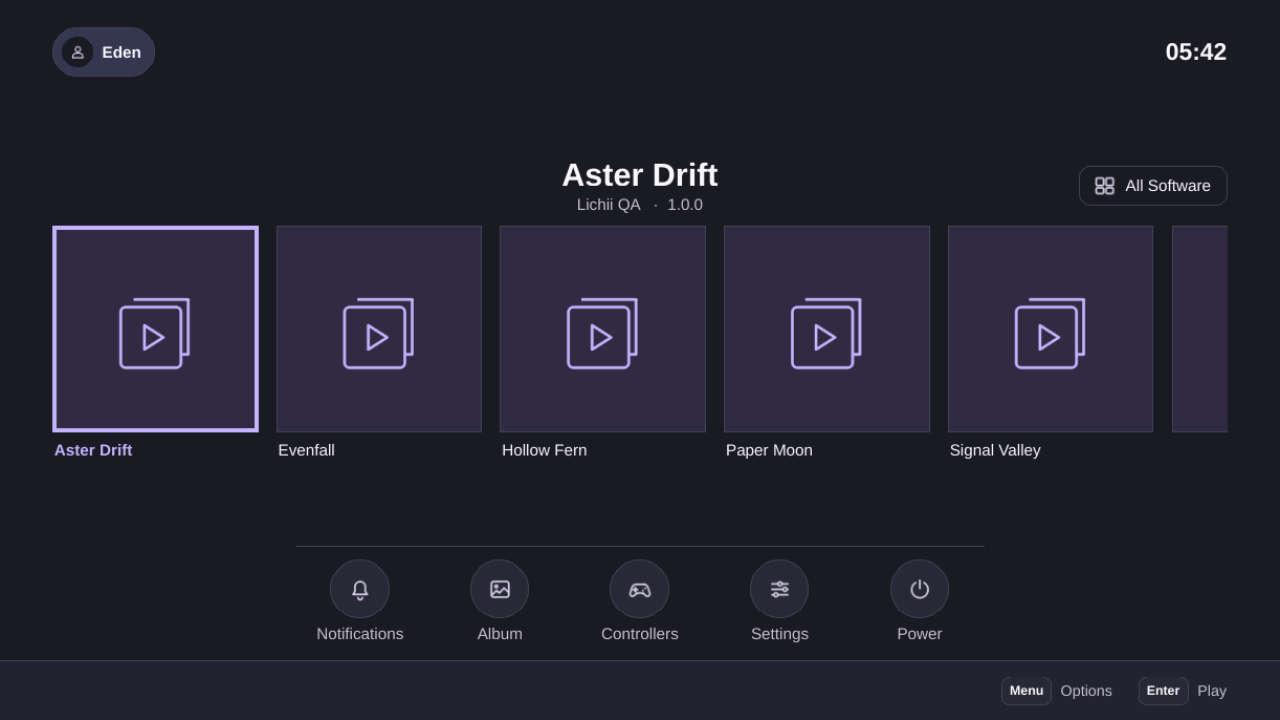 Eden
05:42
Aster Drift
Lichii QA · 1.0.0
All Software
Aster Drift
Evenfall
Hollow Fern
Paper Moon
Signal Valley
Notifications
Album
Controllers
Settings
Power
Menu Options
Enter Play